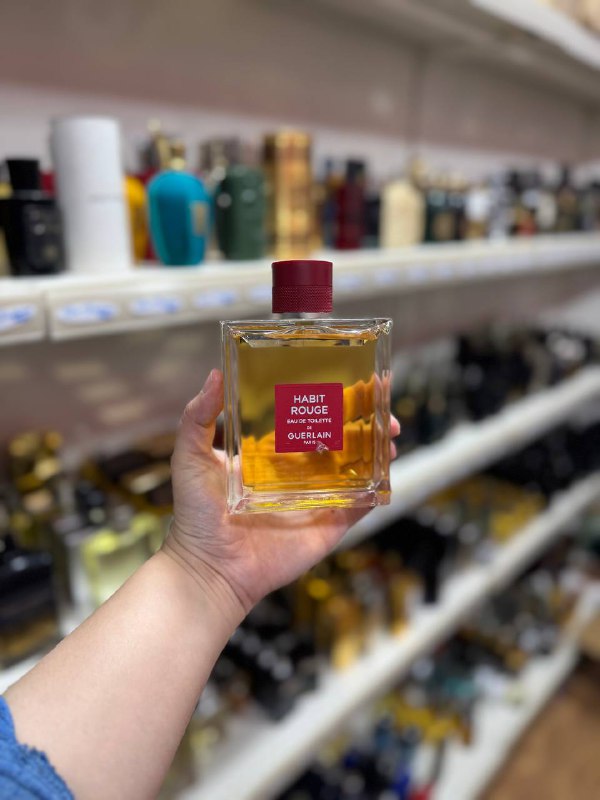 HABIT
ROUGE
EAU DE TOILETTE
DE
GUERLAIN
PARIS